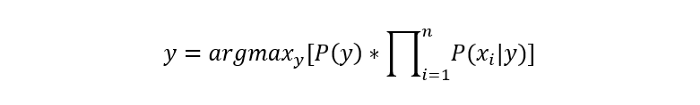 y = argmax_y[P(y) * ∏_{i=1}^{n} P(x_i|y)]